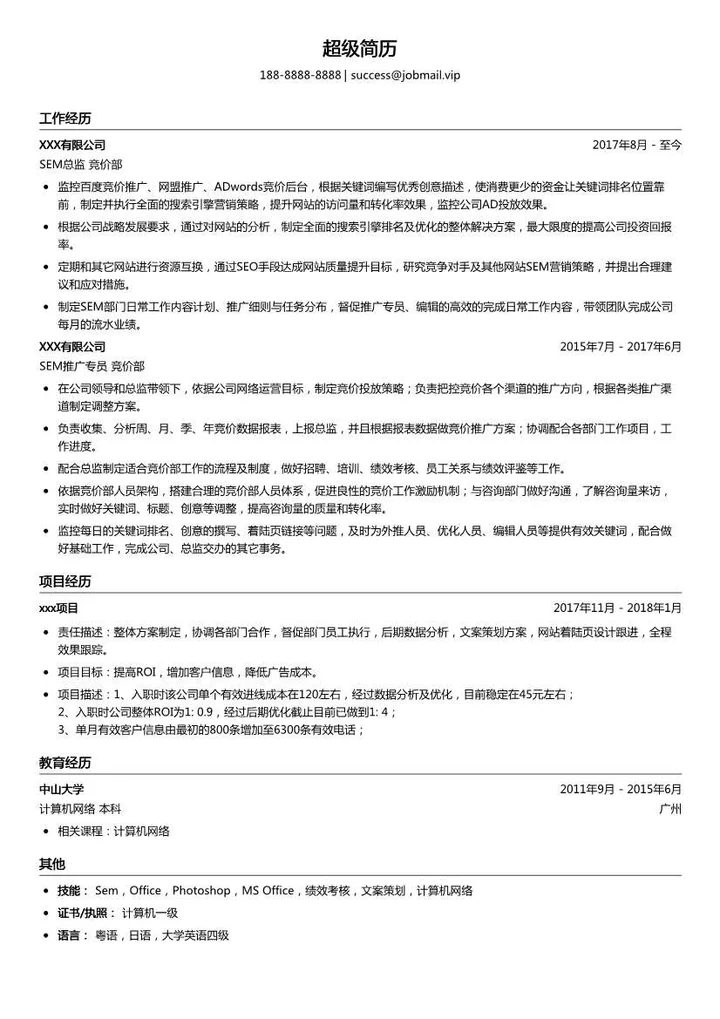 超级简历
188-8888-8888 | success@jobmail.vip
工作经历
XXX有限公司 2017年8月 - 至今
SEM总监 竞价部
• 监控百度竞价推广、网盟推广、ADwords竞价后台，根据关键词编写优秀创意描述，使消费更少的资金让关键词排名位置靠
前，制定并执行全面的搜索引擎营销策略，提升网站的访问量和转化率效果，监控公司AD投放效果。
• 根据公司战略发展要求，通过对网站的分析，制定全面的搜索引擎排名及优化的整体解决方案，最大限度的提高公司投资回报
率。
• 定期和其它网站进行资源互换，通过SEO手段达成网站质量提升目标，研究竞争对手及其他网站SEM营销策略，并提出合理建
议和应对措施。
• 制定SEM部门日常工作内容计划、推广细则与任务分布，督促推广专员、编辑的高效的完成日常工作内容，带领团队完成公司
每月的流水业绩。
XXX有限公司 2015年7月 - 2017年6月
SEM推广专员 竞价部
• 在公司领导和总监带领下，依据公司网络运营目标，制定竞价投放策略；负责把控竞价各个渠道的推广方向，根据各类推广渠
道制定调整方案。
• 负责收集、分析周、月、季、年竞价数据报表，上报总监，并且根据报表数据做竞价推广方案；协调配合各部门工作项目，工
作进度。
• 配合总监制定适合竞价部工作的流程及制度，做好招聘、培训、绩效考核、员工关系与绩效评鉴等工作。
• 依据竞价部人员架构，搭建合理的竞价部人员体系，促进良性的竞价工作激励机制；与咨询部门做好沟通，了解咨询量来访，
实时做好关键词、标题、创意等调整，提高咨询量的质量和转化率。
• 监控每日的关键词排名、创意的撰写、着陆页链接等问题，及时为外推人员、优化人员、编辑人员等提供有效关键词，配合做
好基础工作，完成公司、总监交办的其它事务。
项目经历
xxx项目 2017年11月 - 2018年1月
• 责任描述：整体方案制定，协调各部门合作，督促部门员工执行，后期数据分析，文案策划方案，网站着陆页设计跟进，全程
效果跟踪。
• 项目目标：提高ROI，增加客户信息，降低广告成本。
• 项目描述：1、入职时该公司单个有效进线成本在120左右，经过数据分析及优化，目前稳定在45元左右；
2、入职时公司整体ROI为1: 0.9，经过后期优化截止目前已做到1: 4；
3、单月有效客户信息由最初的800条增加至6300条有效电话；
教育经历
中山大学 2011年9月 - 2015年6月
计算机网络 本科 广州
• 相关课程：计算机网络
其他
• 技能： Sem，Office，Photoshop，MS Office，绩效考核，文案策划，计算机网络
• 证书/执照： 计算机一级
• 语言： 粤语，日语，大学英语四级